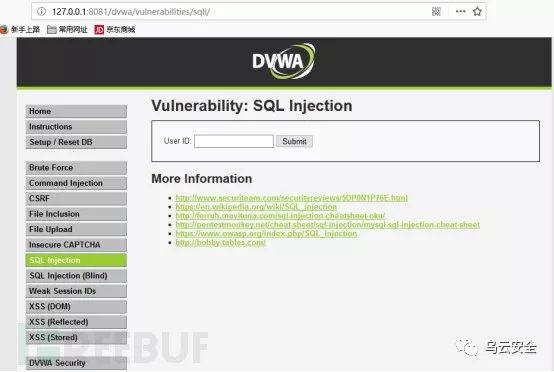 127.0.0.1:8081/dvwa/vulnerabilities/sqli/
新手上路 常用网址 JD 京东商城
DVWA
Home
Instructions
Setup / Reset DB
Brute Force
Command Injection
CSRF
File Inclusion
File Upload
Insecure CAPTCHA
SQL Injection
SQL Injection (Blind)
Weak Session IDs
XSS (DOM)
XSS (Reflected)
XSS (Stored)
DVWA Security
Vulnerability: SQL Injection
User ID: Submit
More Information
http://www.securiteam.com/securityreviews/5DP0N1P76E.html
https://en.wikipedia.org/wiki/SQL_injection
http://ferruh.mavituna.com/sql-injection-cheatsheet-oku/
http://pentestmonkey.net/cheat-sheet/sql-injection/mysql-sql-injection-cheat-sheet
https://www.owasp.org/index.php/SQL_Injection
http://bobby-tables.com/
REEBUF
乌云安全